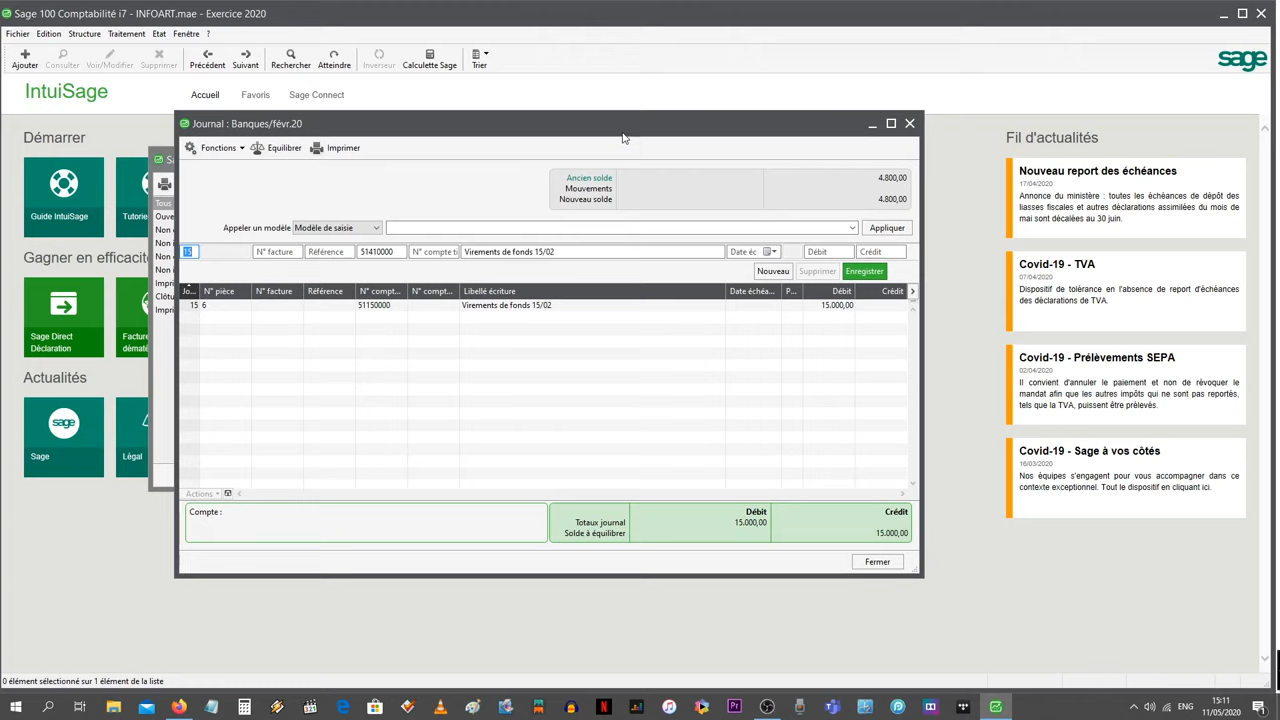 Sage 100 Comptabilité i7 - INFOART.mae - Exercice 2020
Fichier Edition Structure Traitement Etat Fenêtre ?
Ajouter Consulter Voir/Modifier Supprimer Précédent Suivant Rechercher Atteindre Inverseur Calculette Sage Trier
sage
IntuiSage Accueil Favoris Sage Connect
Démarrer
Guide IntuiSage
Gagner en efficacité
Sage Direct
Déclaration
Actualités
Sage
Légal
Journal : Banques/févr.20
Fonctions Equilibrer Imprimer
Ancien solde 4.800,00
Mouvements
Nouveau solde 4.800,00
Appeler un modèle Modèle de saisie Appliquer
15 N° facture Référence 51410000 N° compte ti Virements de fonds 15/02 Date éc Débit Crédit
Nouveau Supprimer Enregistrer
Jo... N° pièce N° facture Référence N° compt... N° compt... Libellé écriture Date échéa... P... Débit Crédit
15 6 51150000 Virements de fonds 15/02 15.000,00
Actions
Compte : Débit Crédit
Totaux journal 15.000,00
Solde à équilibrer 15.000,00
Fermer
Fil d'actualités
Nouveau report des échéances
17/04/2020
Annonce du ministère : toutes les échéances de dépôt des
liasses fiscales et autres déclarations assimilées du mois de
mai sont décalées au 30 juin.
Covid-19 - TVA
07/04/2020
Dispositif de tolérance en l'absence de report d'échéances
des déclarations de TVA.
Covid-19 - Prélèvements SEPA
02/04/2020
Il convient d'annuler le paiement et non de révoquer le
mandat afin que les autres impôts qui ne sont pas reportés,
tels que la TVA, puissent être prélevés.
Covid-19 - Sage à vos côtés
16/03/2020
Nos équipes s'engagent pour vous accompagner dans ce
contexte exceptionnel. Tout le dispositif en cliquant ici.
0 élément sélectionné sur 1 élément de la liste
ENG
15:11
11/05/2020